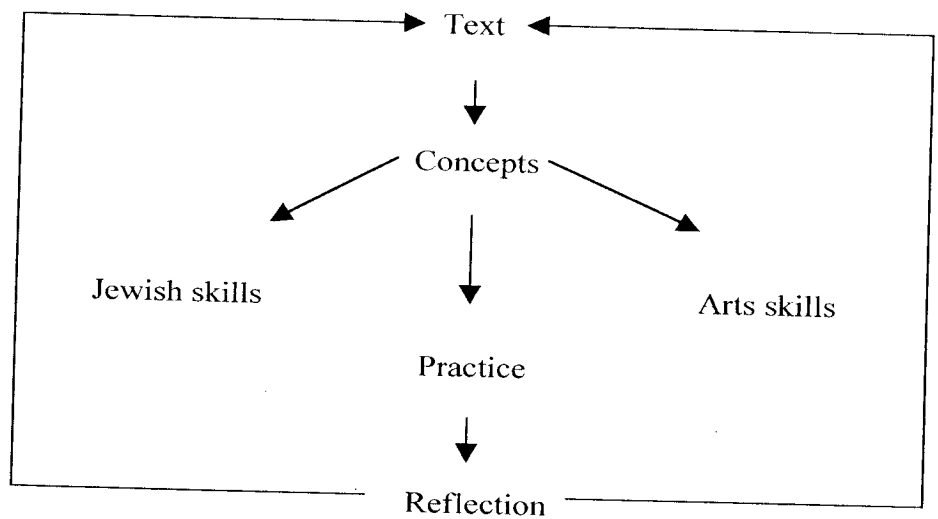 Text
Concepts
Jewish skills
Arts skills
Practice
Reflection